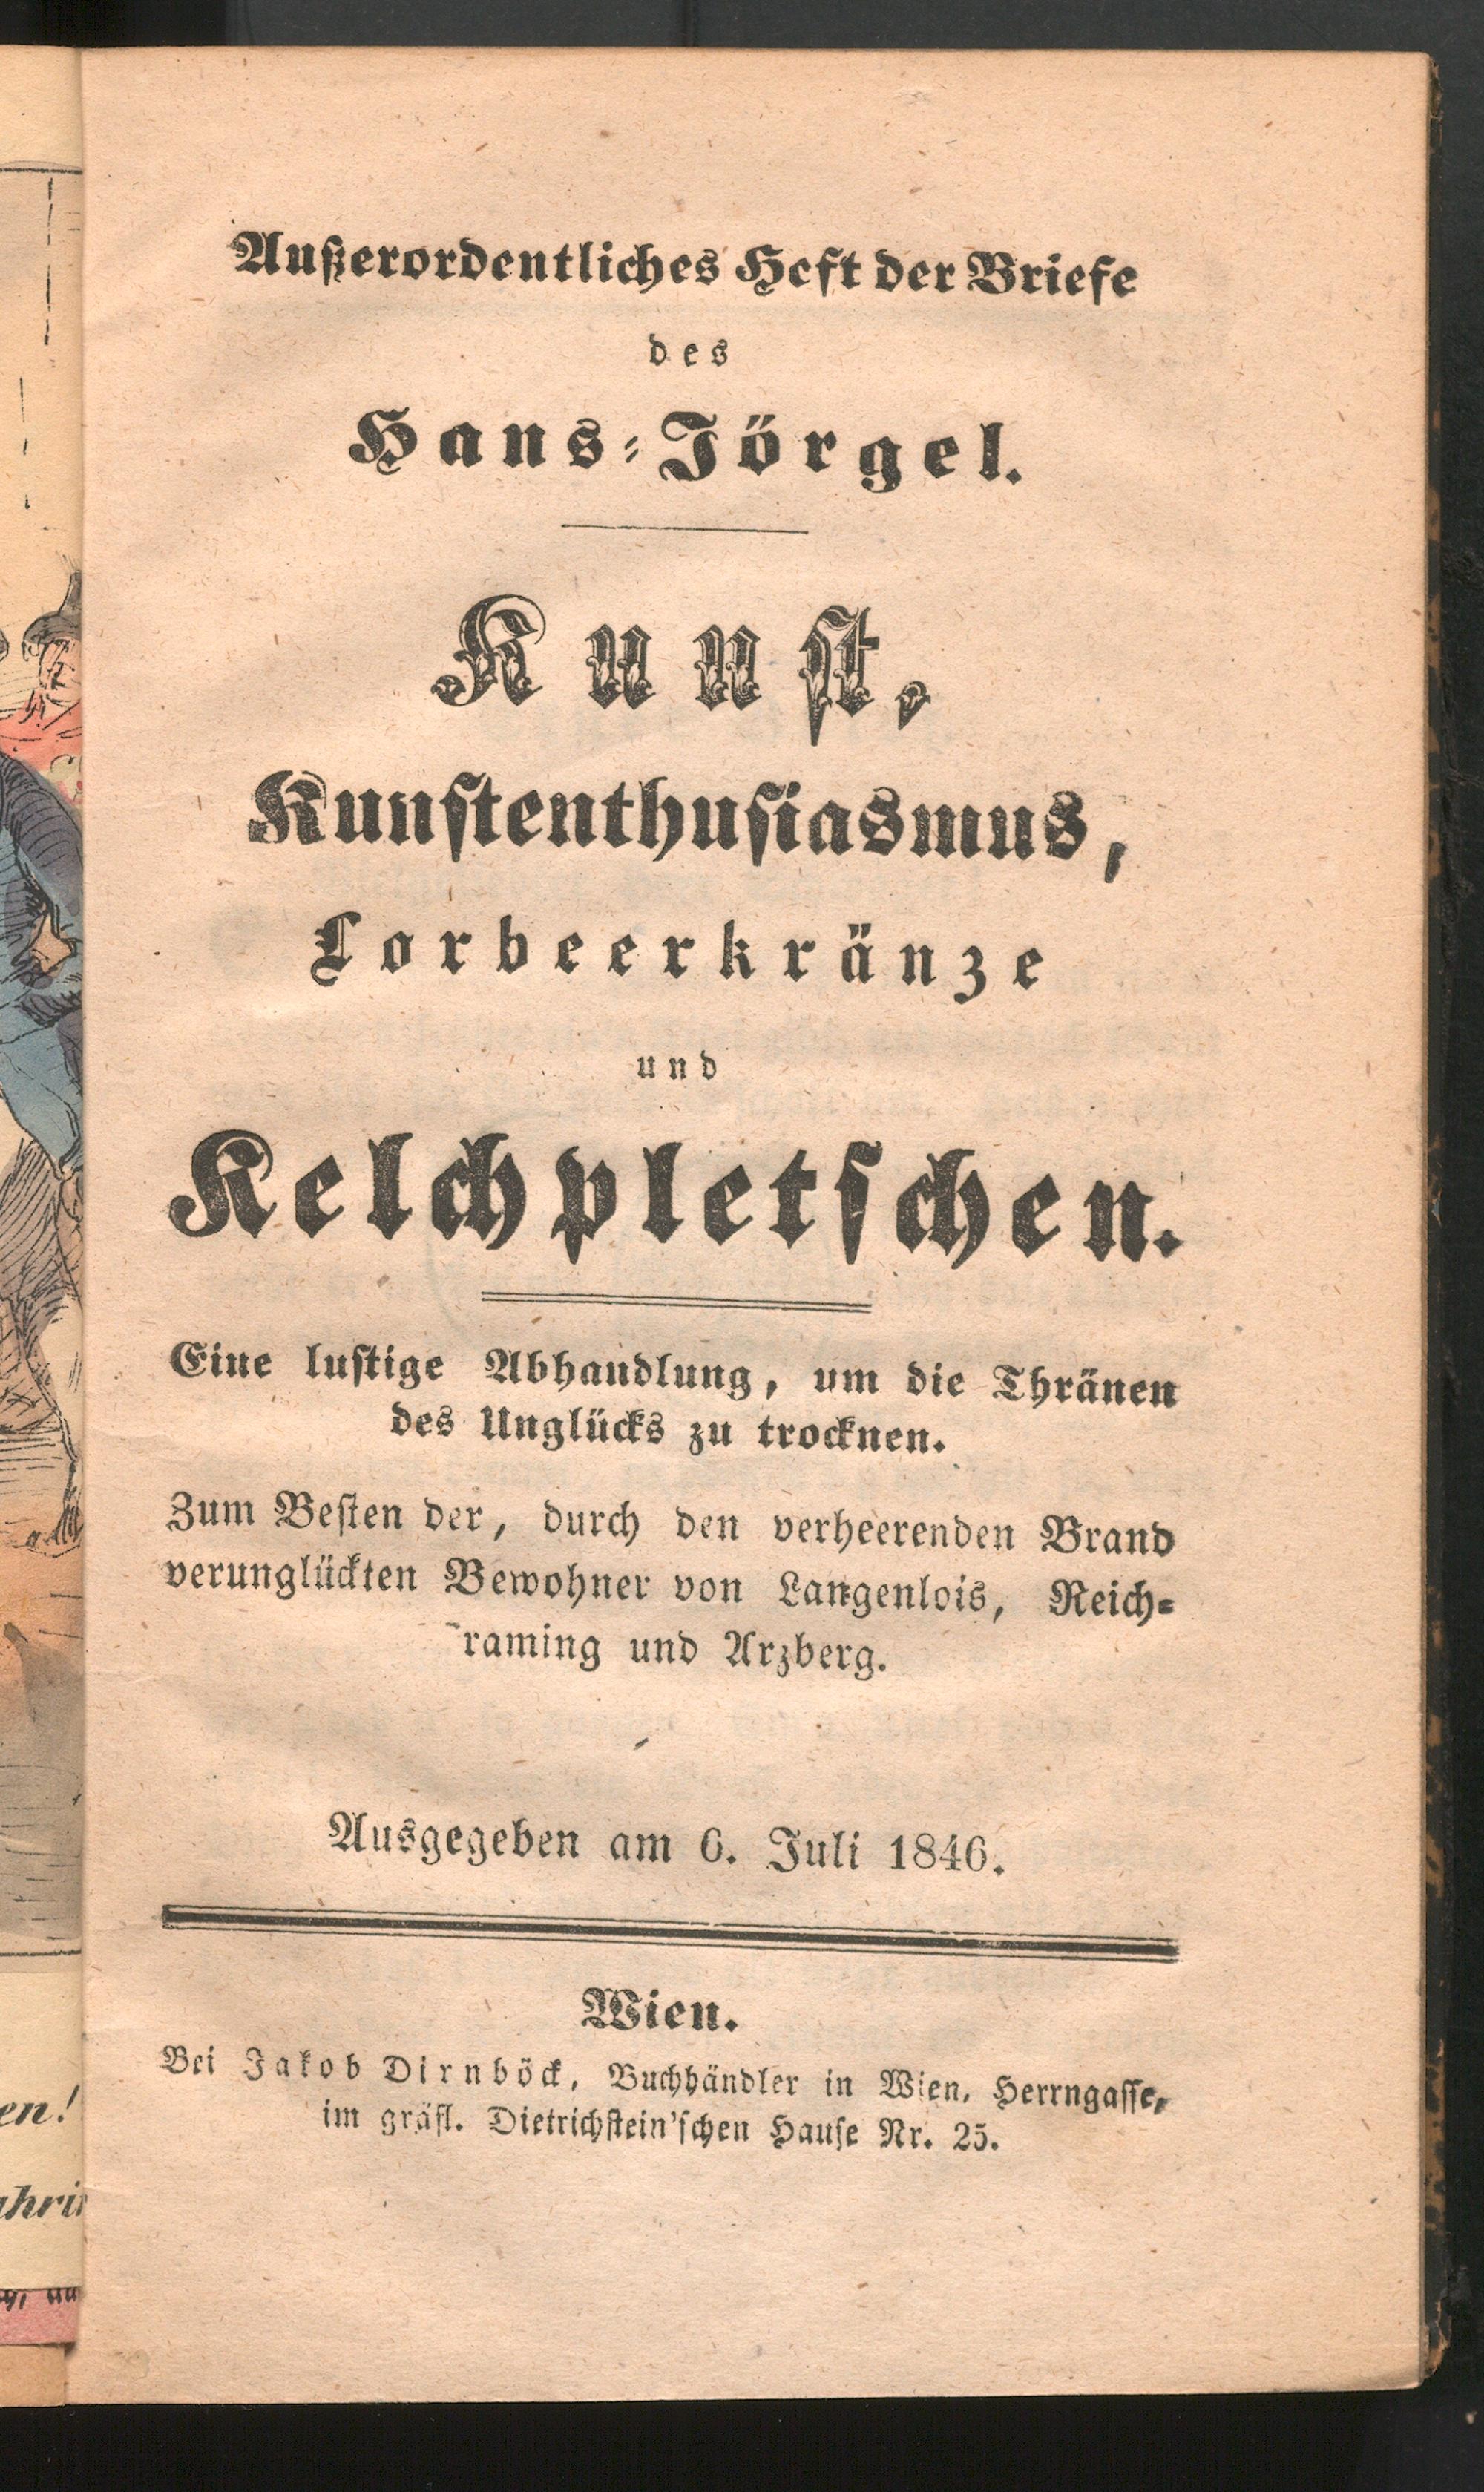 Außerordentliches Heft der Briefe
des
Hans-Jörgel.
Kunst,
Kunstenthusiasmus,
Lorbeerkränze
und
Kelchpletschen.
Eine lustige Abhandlung, um die Thränen
des Unglücks zu trocknen.
Zum Besten der, durch den verheerenden Brand
verunglückten Bewohner von Langenlois, Reich-
raming und Arzberg.
Ausgegeben am 6. Juli 1846.
Wien.
Bei Jakob Dirnböck, Buchhändler in Wien, Herrngasse,
im gräfl. Dietrichstein'schen Hause Nr. 25.